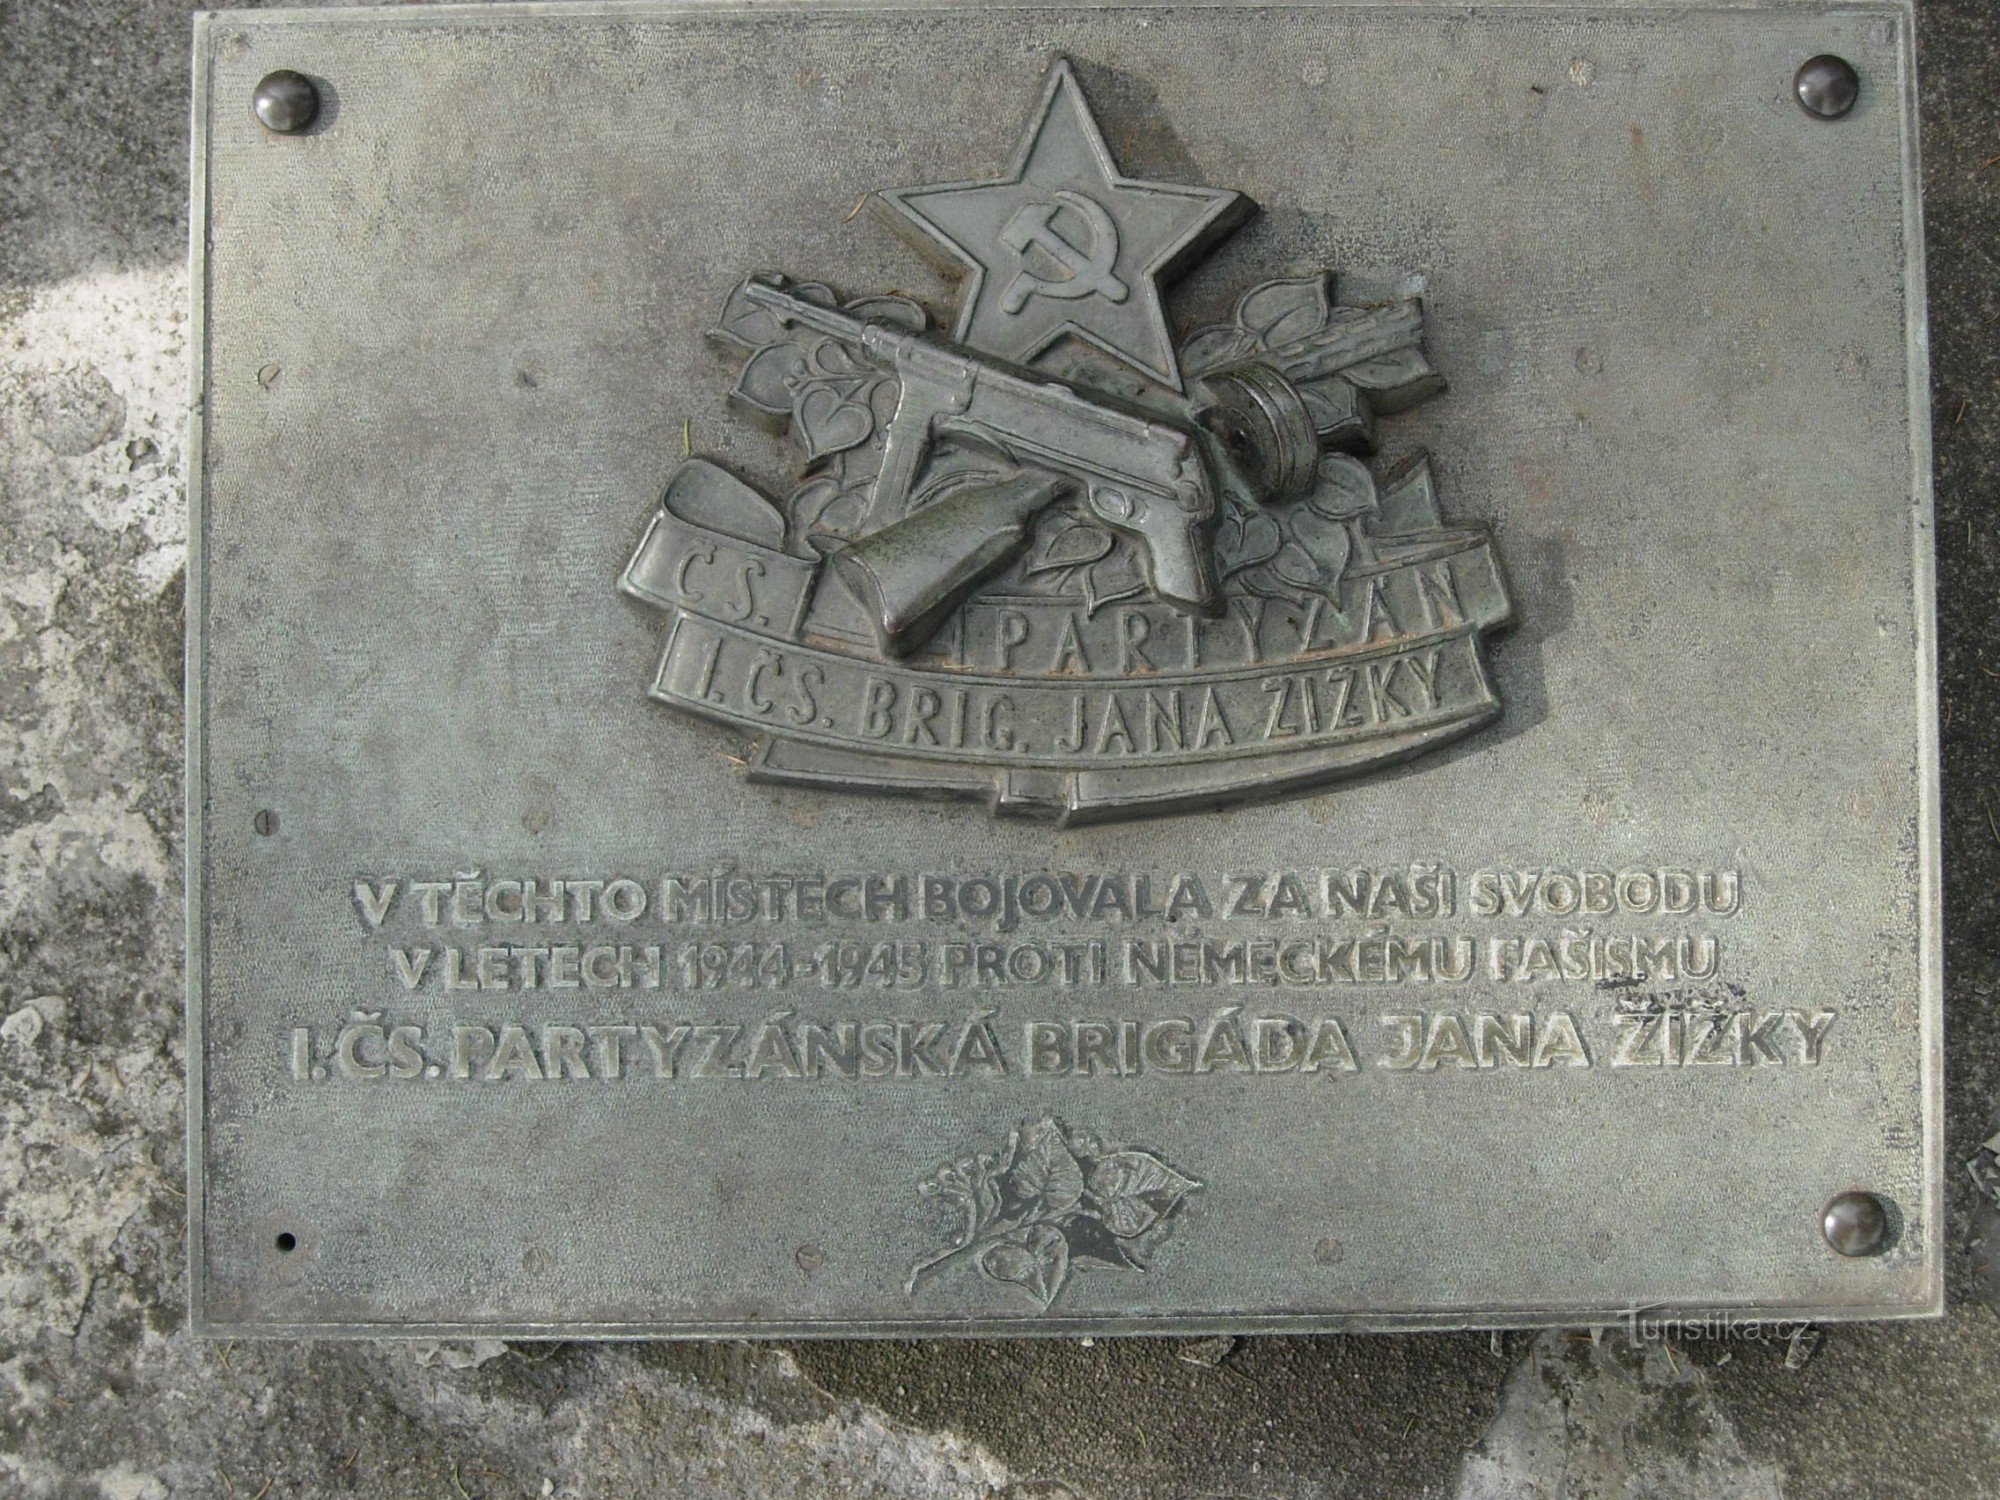 ČS. PARTYZÁN
I. ČS. BRIG. JANA ŽIŽKY
V TĚCHTO MÍSTECH BOJOVALA ZA NAŠI SVOBODU
V LETECH 1944-1945 PROTI NĚMECKÉMU FAŠISMU
I. ČS. PARTYZÁNSKÁ BRIGÁDA JANA ŽIŽKY
Turistika.cz